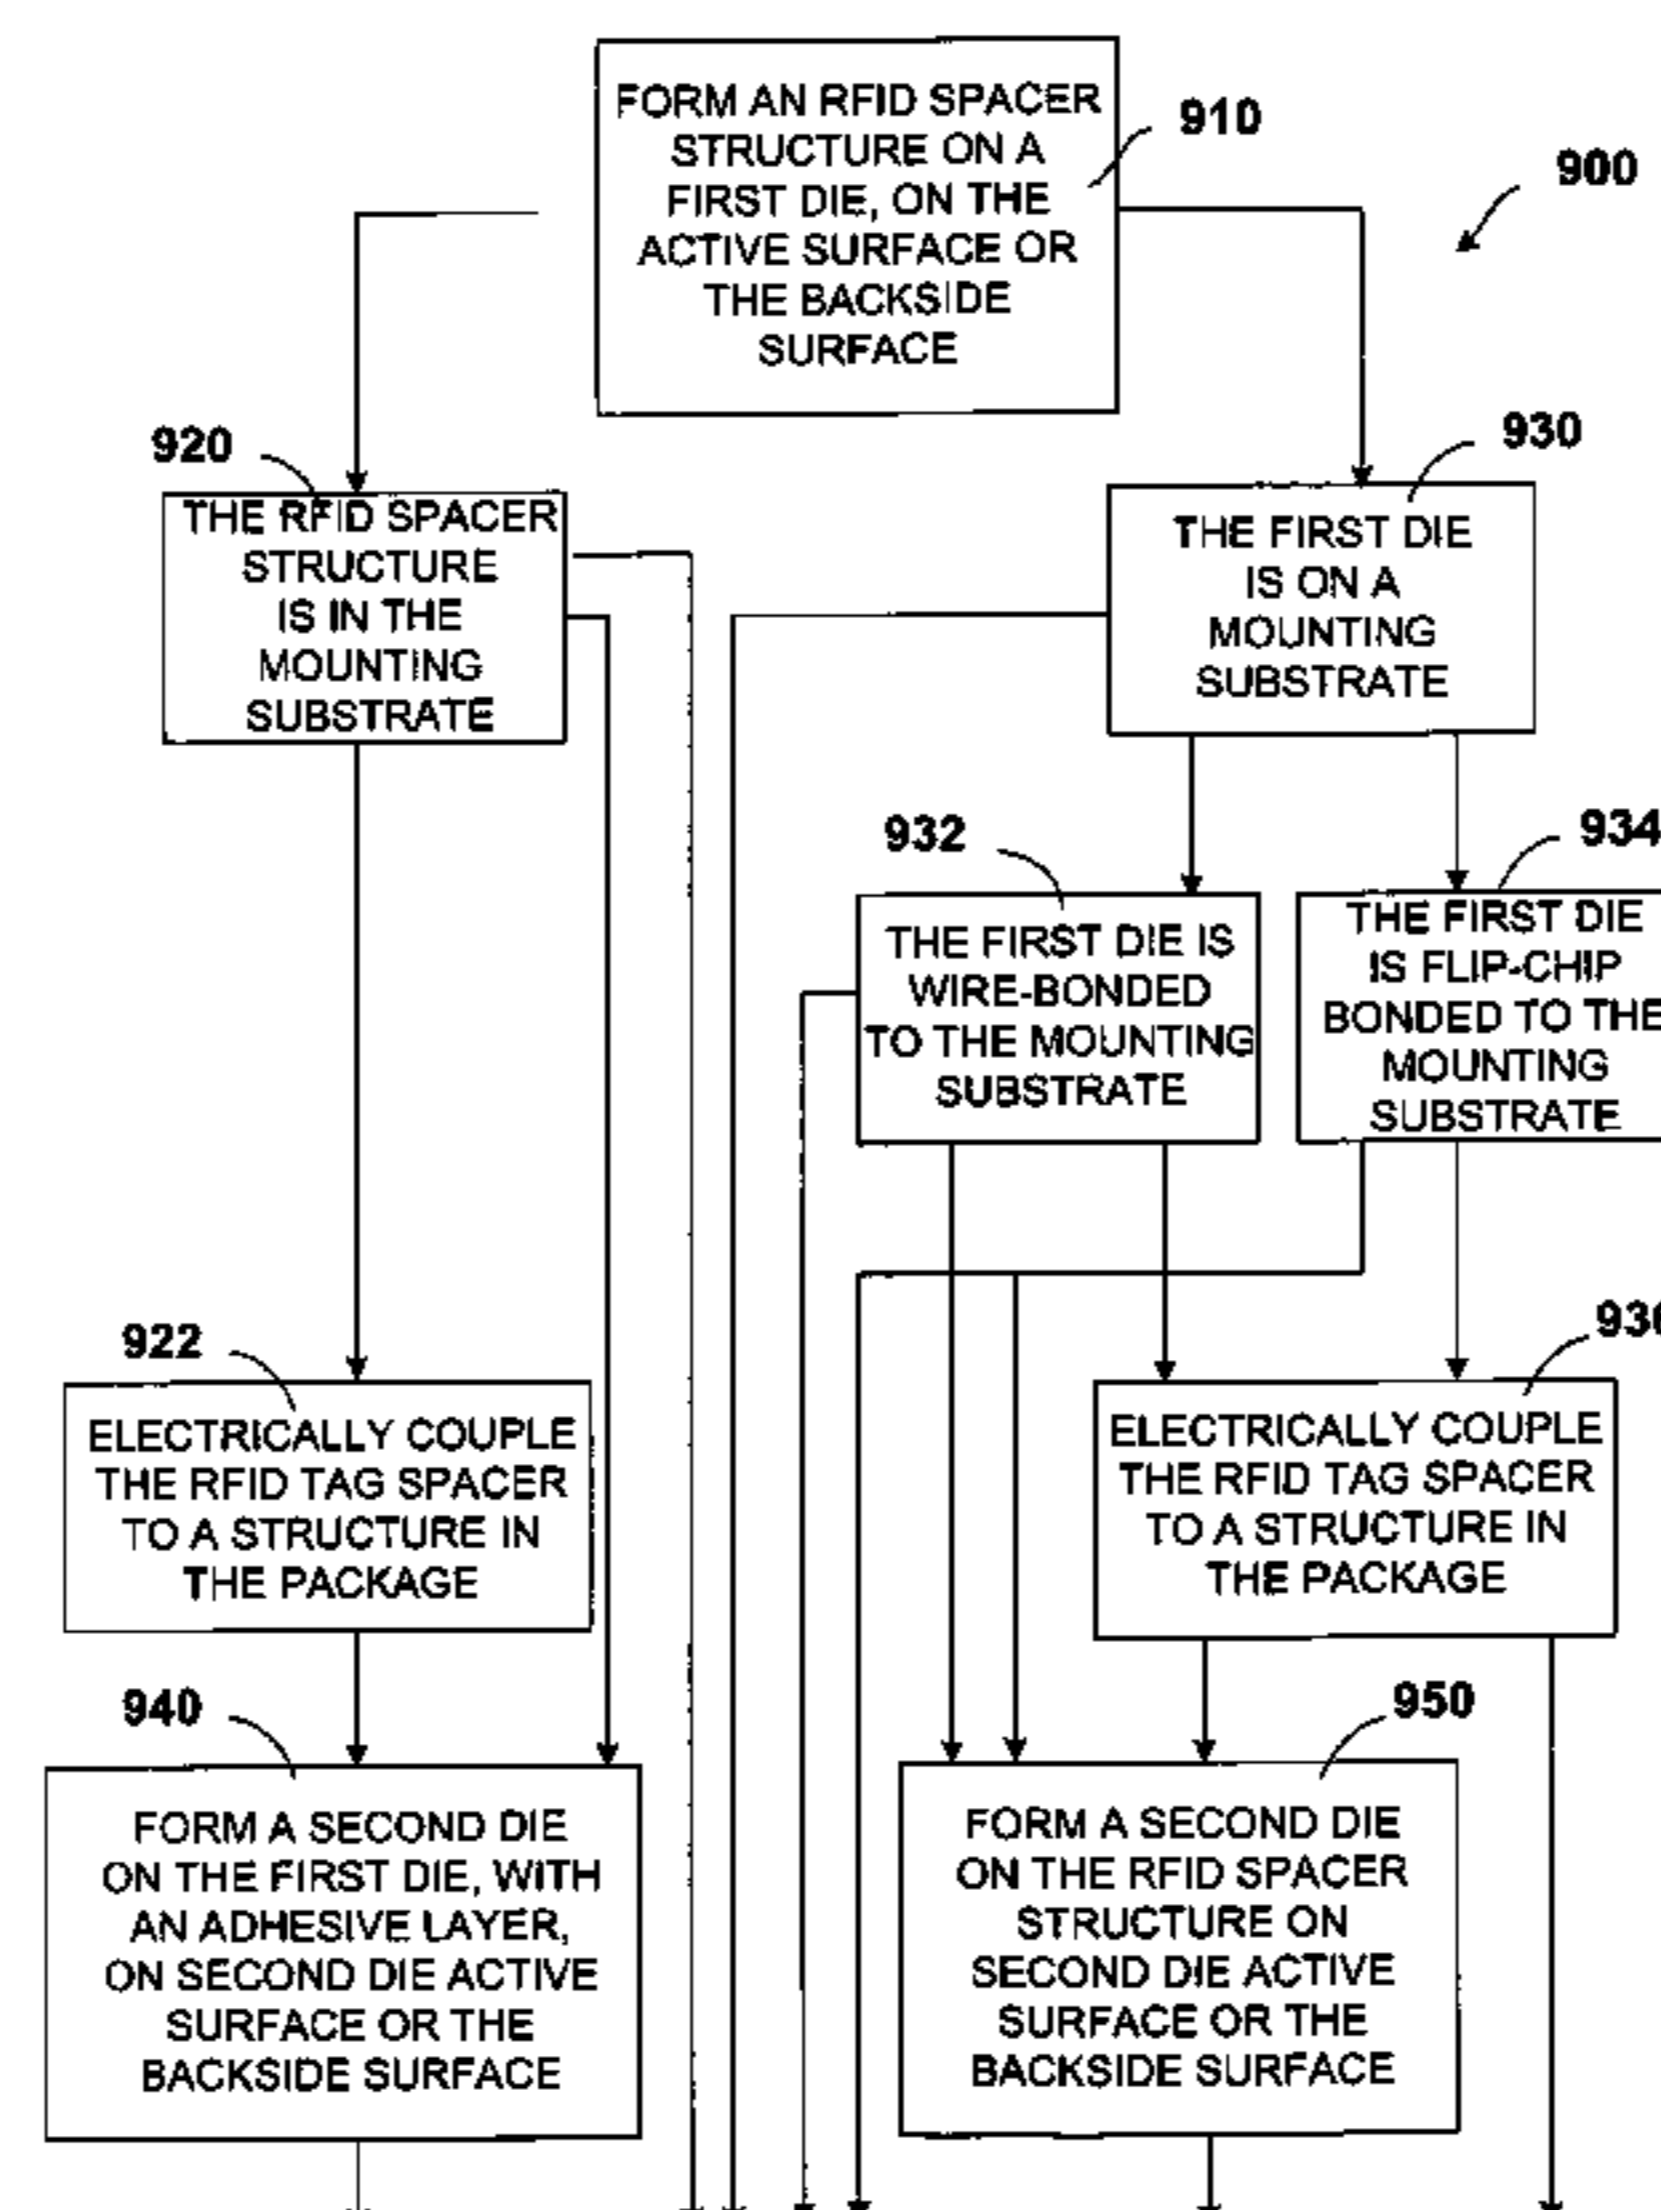 FORM AN RFID SPACER
STRUCTURE ON A
FIRST DIE, ON THE
ACTIVE SURFACE OR
THE BACKSIDE
SURFACE
910
900
920
THE RFID SPACER
STRUCTURE
IS IN THE
MOUNTING
SUBSTRATE
930
THE FIRST DIE
IS ON A
MOUNTING
SUBSTRATE
932
THE FIRST DIE IS
WIRE-BONDED
TO THE MOUNTING
SUBSTRATE
934
THE FIRST DIE
IS FLIP-CHIP
BONDED TO THE
MOUNTING
SUBSTRATE
922
ELECTRICALLY COUPLE
THE RFID TAG SPACER
TO A STRUCTURE IN
THE PACKAGE
936
ELECTRICALLY COUPLE
THE RFID TAG SPACER
TO A STRUCTURE IN
THE PACKAGE
940
FORM A SECOND DIE
ON THE FIRST DIE, WITH
AN ADHESIVE LAYER,
ON SECOND DIE ACTIVE
SURFACE OR THE
BACKSIDE SURFACE
950
FORM A SECOND DIE
ON THE RFID SPACER
STRUCTURE ON
SECOND DIE ACTIVE
SURFACE OR THE
BACKSIDE SURFACE